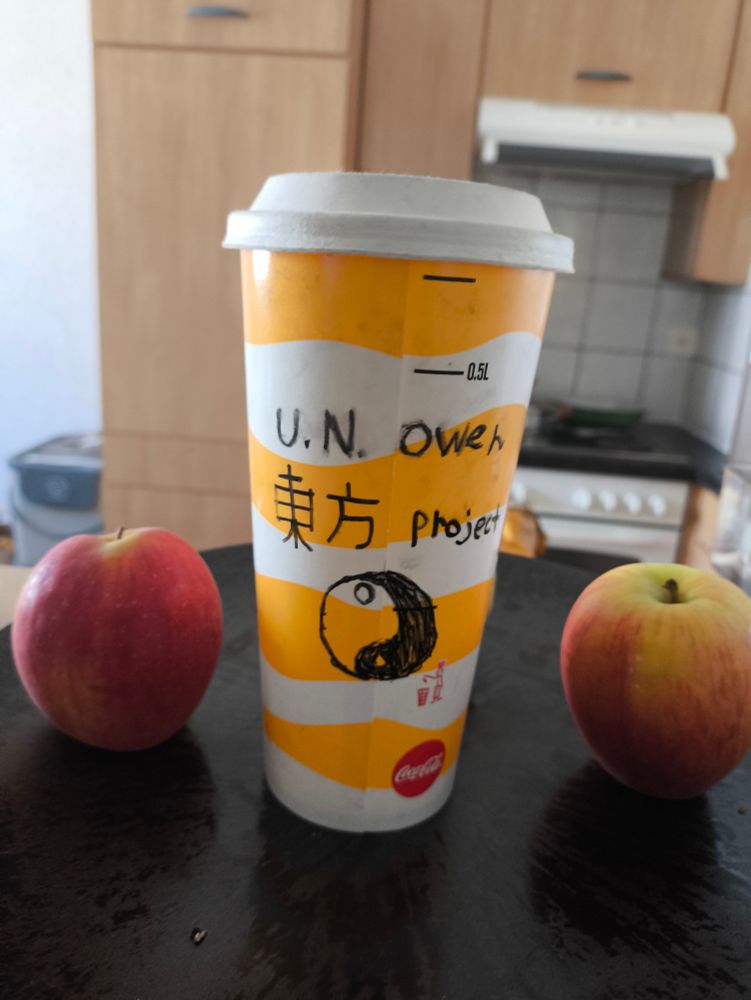 0.5L
U.N. Owen
東方 project
Coca-Cola